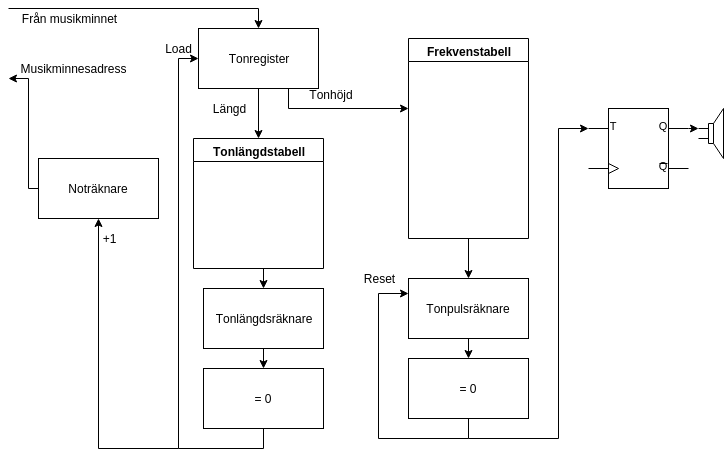 Från musikminnet
Load
Tonregister
Frekvenstabell
Musikminnesadress
Längd
Tonhöjd
T
Q
Tonlängdstabell
Q̅
Noträknare
+1
Reset
Tonlängdsräknare
Tonpulsräknare
= 0
= 0